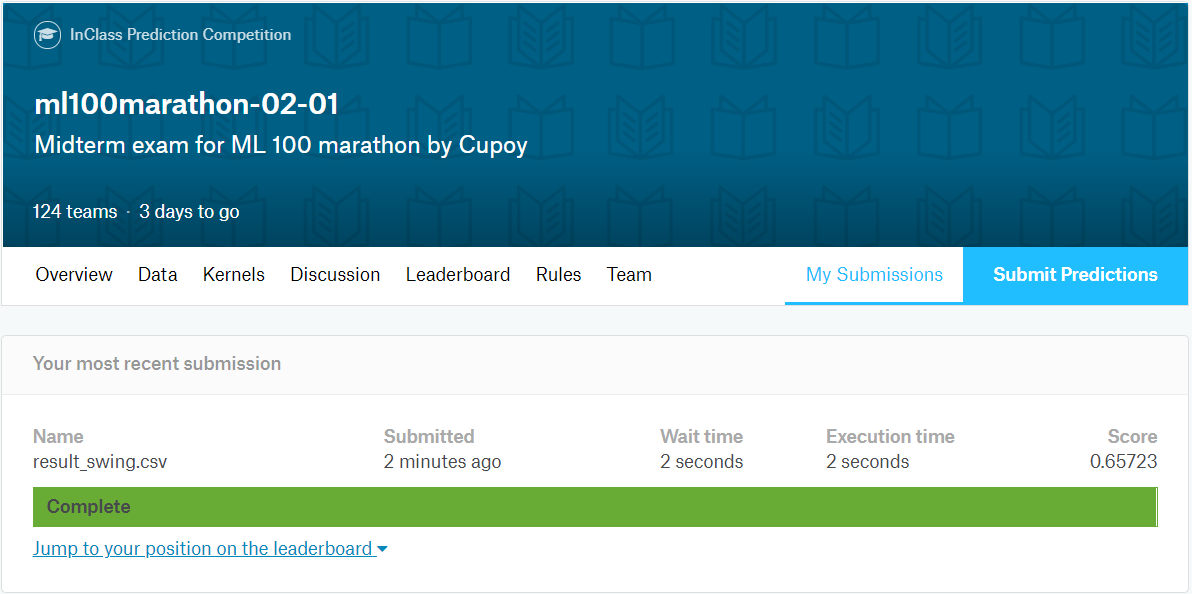 InClass Prediction Competition
ml100marathon-02-01
Midterm exam for ML 100 marathon by Cupoy
124 teams · 3 days to go
Overview Data Kernels Discussion Leaderboard Rules Team My Submissions Submit Predictions
Your most recent submission
Name Submitted Wait time Execution time Score
result_swing.csv 2 minutes ago 2 seconds 2 seconds 0.65723
Complete
Jump to your position on the leaderboard